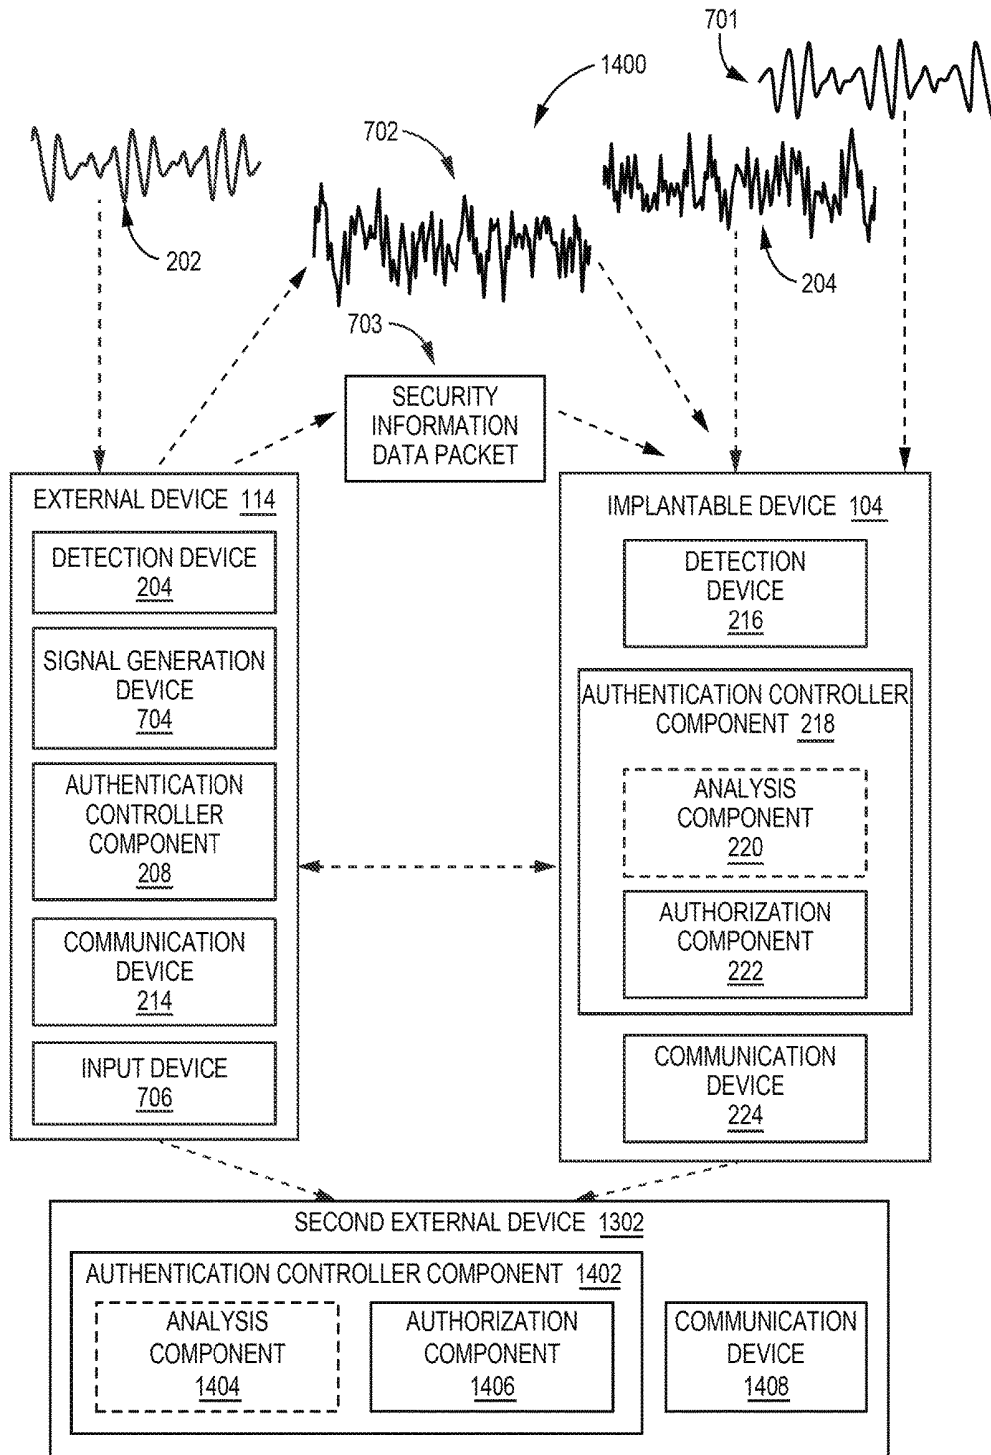 701
1400
702
202
204
703
SECURITY
INFORMATION
DATA PACKET
EXTERNAL DEVICE 114
DETECTION DEVICE
204
SIGNAL GENERATION
DEVICE
704
AUTHENTICATION
CONTROLLER
COMPONENT
208
COMMUNICATION
DEVICE
214
INPUT DEVICE
706
IMPLANTABLE DEVICE 104
DETECTION
DEVICE
216
AUTHENTICATION CONTROLLER
COMPONENT 218
ANALYSIS
COMPONENT
220
AUTHORIZATION
COMPONENT
222
COMMUNICATION
DEVICE
224
SECOND EXTERNAL DEVICE 1302
AUTHENTICATION CONTROLLER COMPONENT 1402
ANALYSIS
COMPONENT
1404
AUTHORIZATION
COMPONENT
1406
COMMUNICATION
DEVICE
1408